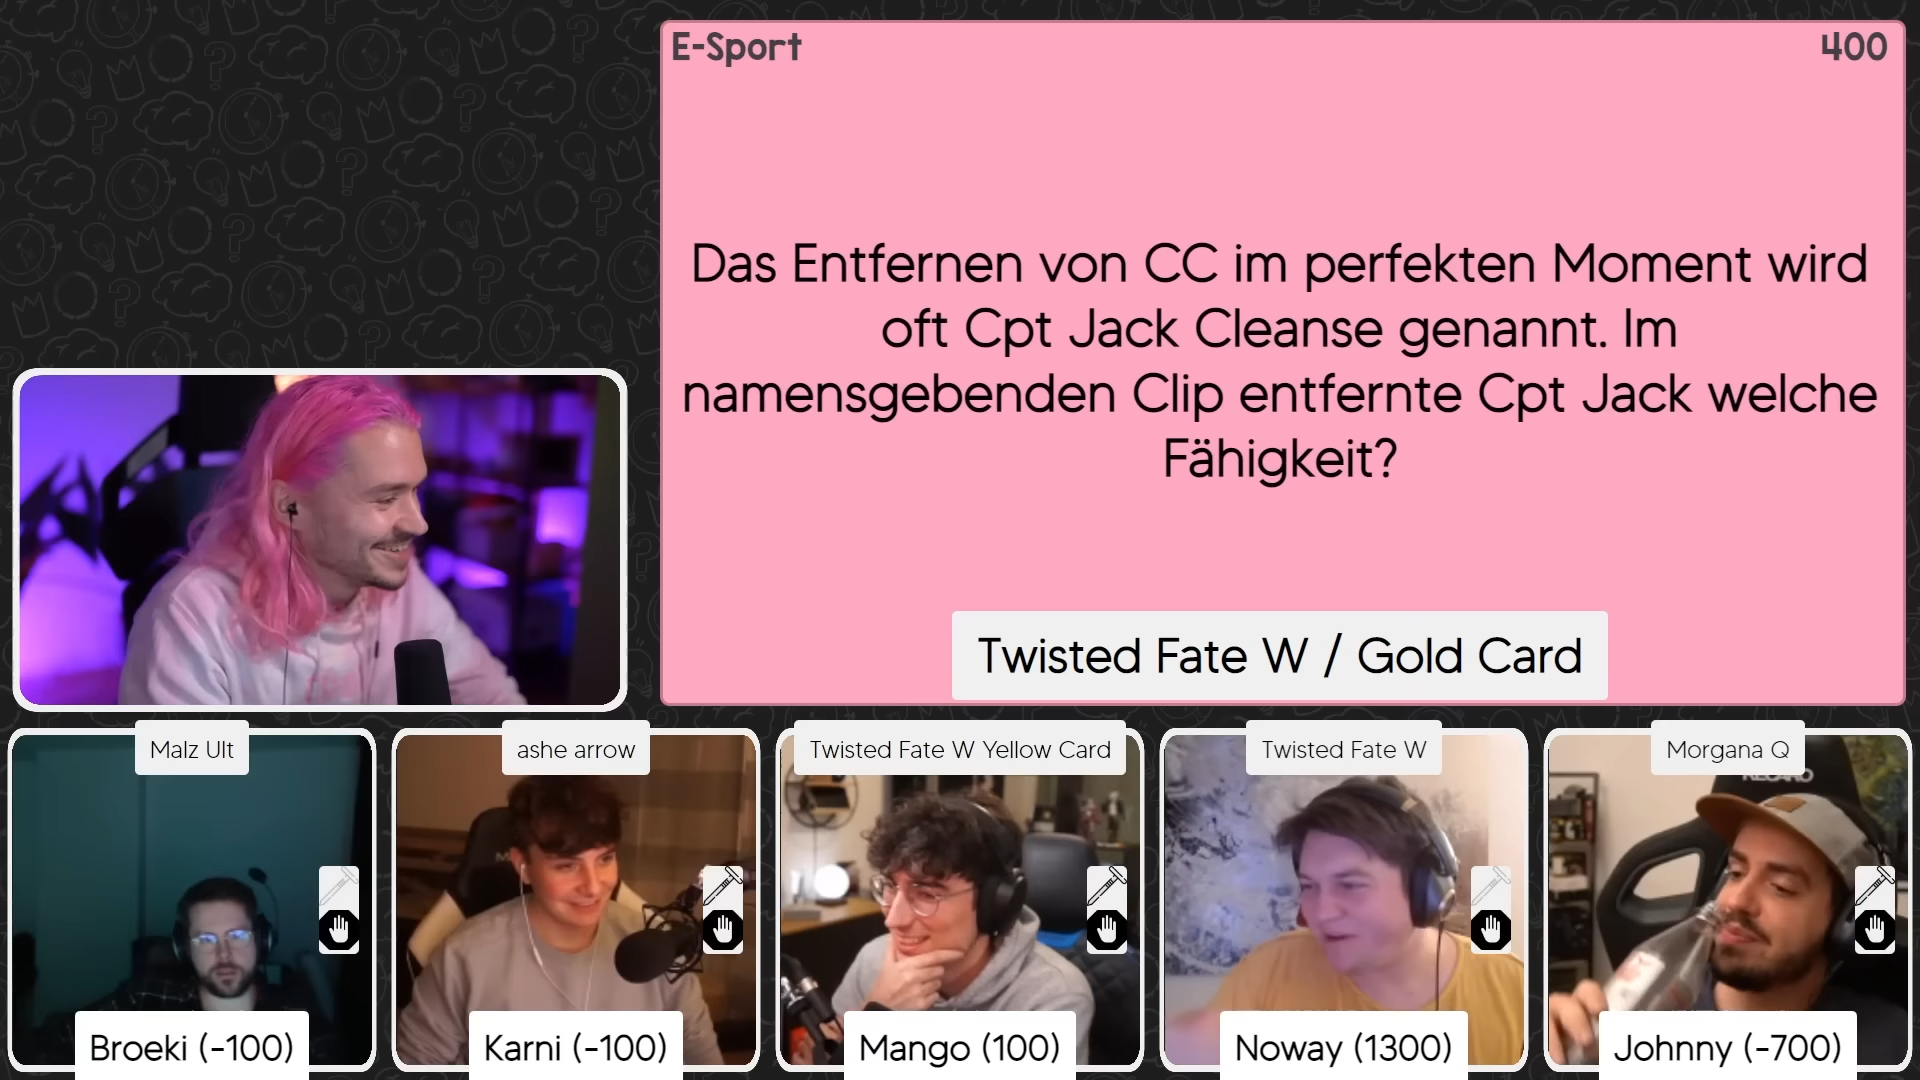 E-Sport
400
Das Entfernen von CC im perfekten Moment wird
oft Cpt Jack Cleanse genannt. Im
namensgebenden Clip entfernte Cpt Jack welche
Fähigkeit?
Twisted Fate W / Gold Card
Malz Ult
ashe arrow
Twisted Fate W Yellow Card
Twisted Fate W
Morgana Q
RECARO
Broeki (-100)
Karni (-100)
Mango (100)
Noway (1300)
Johnny (-700)